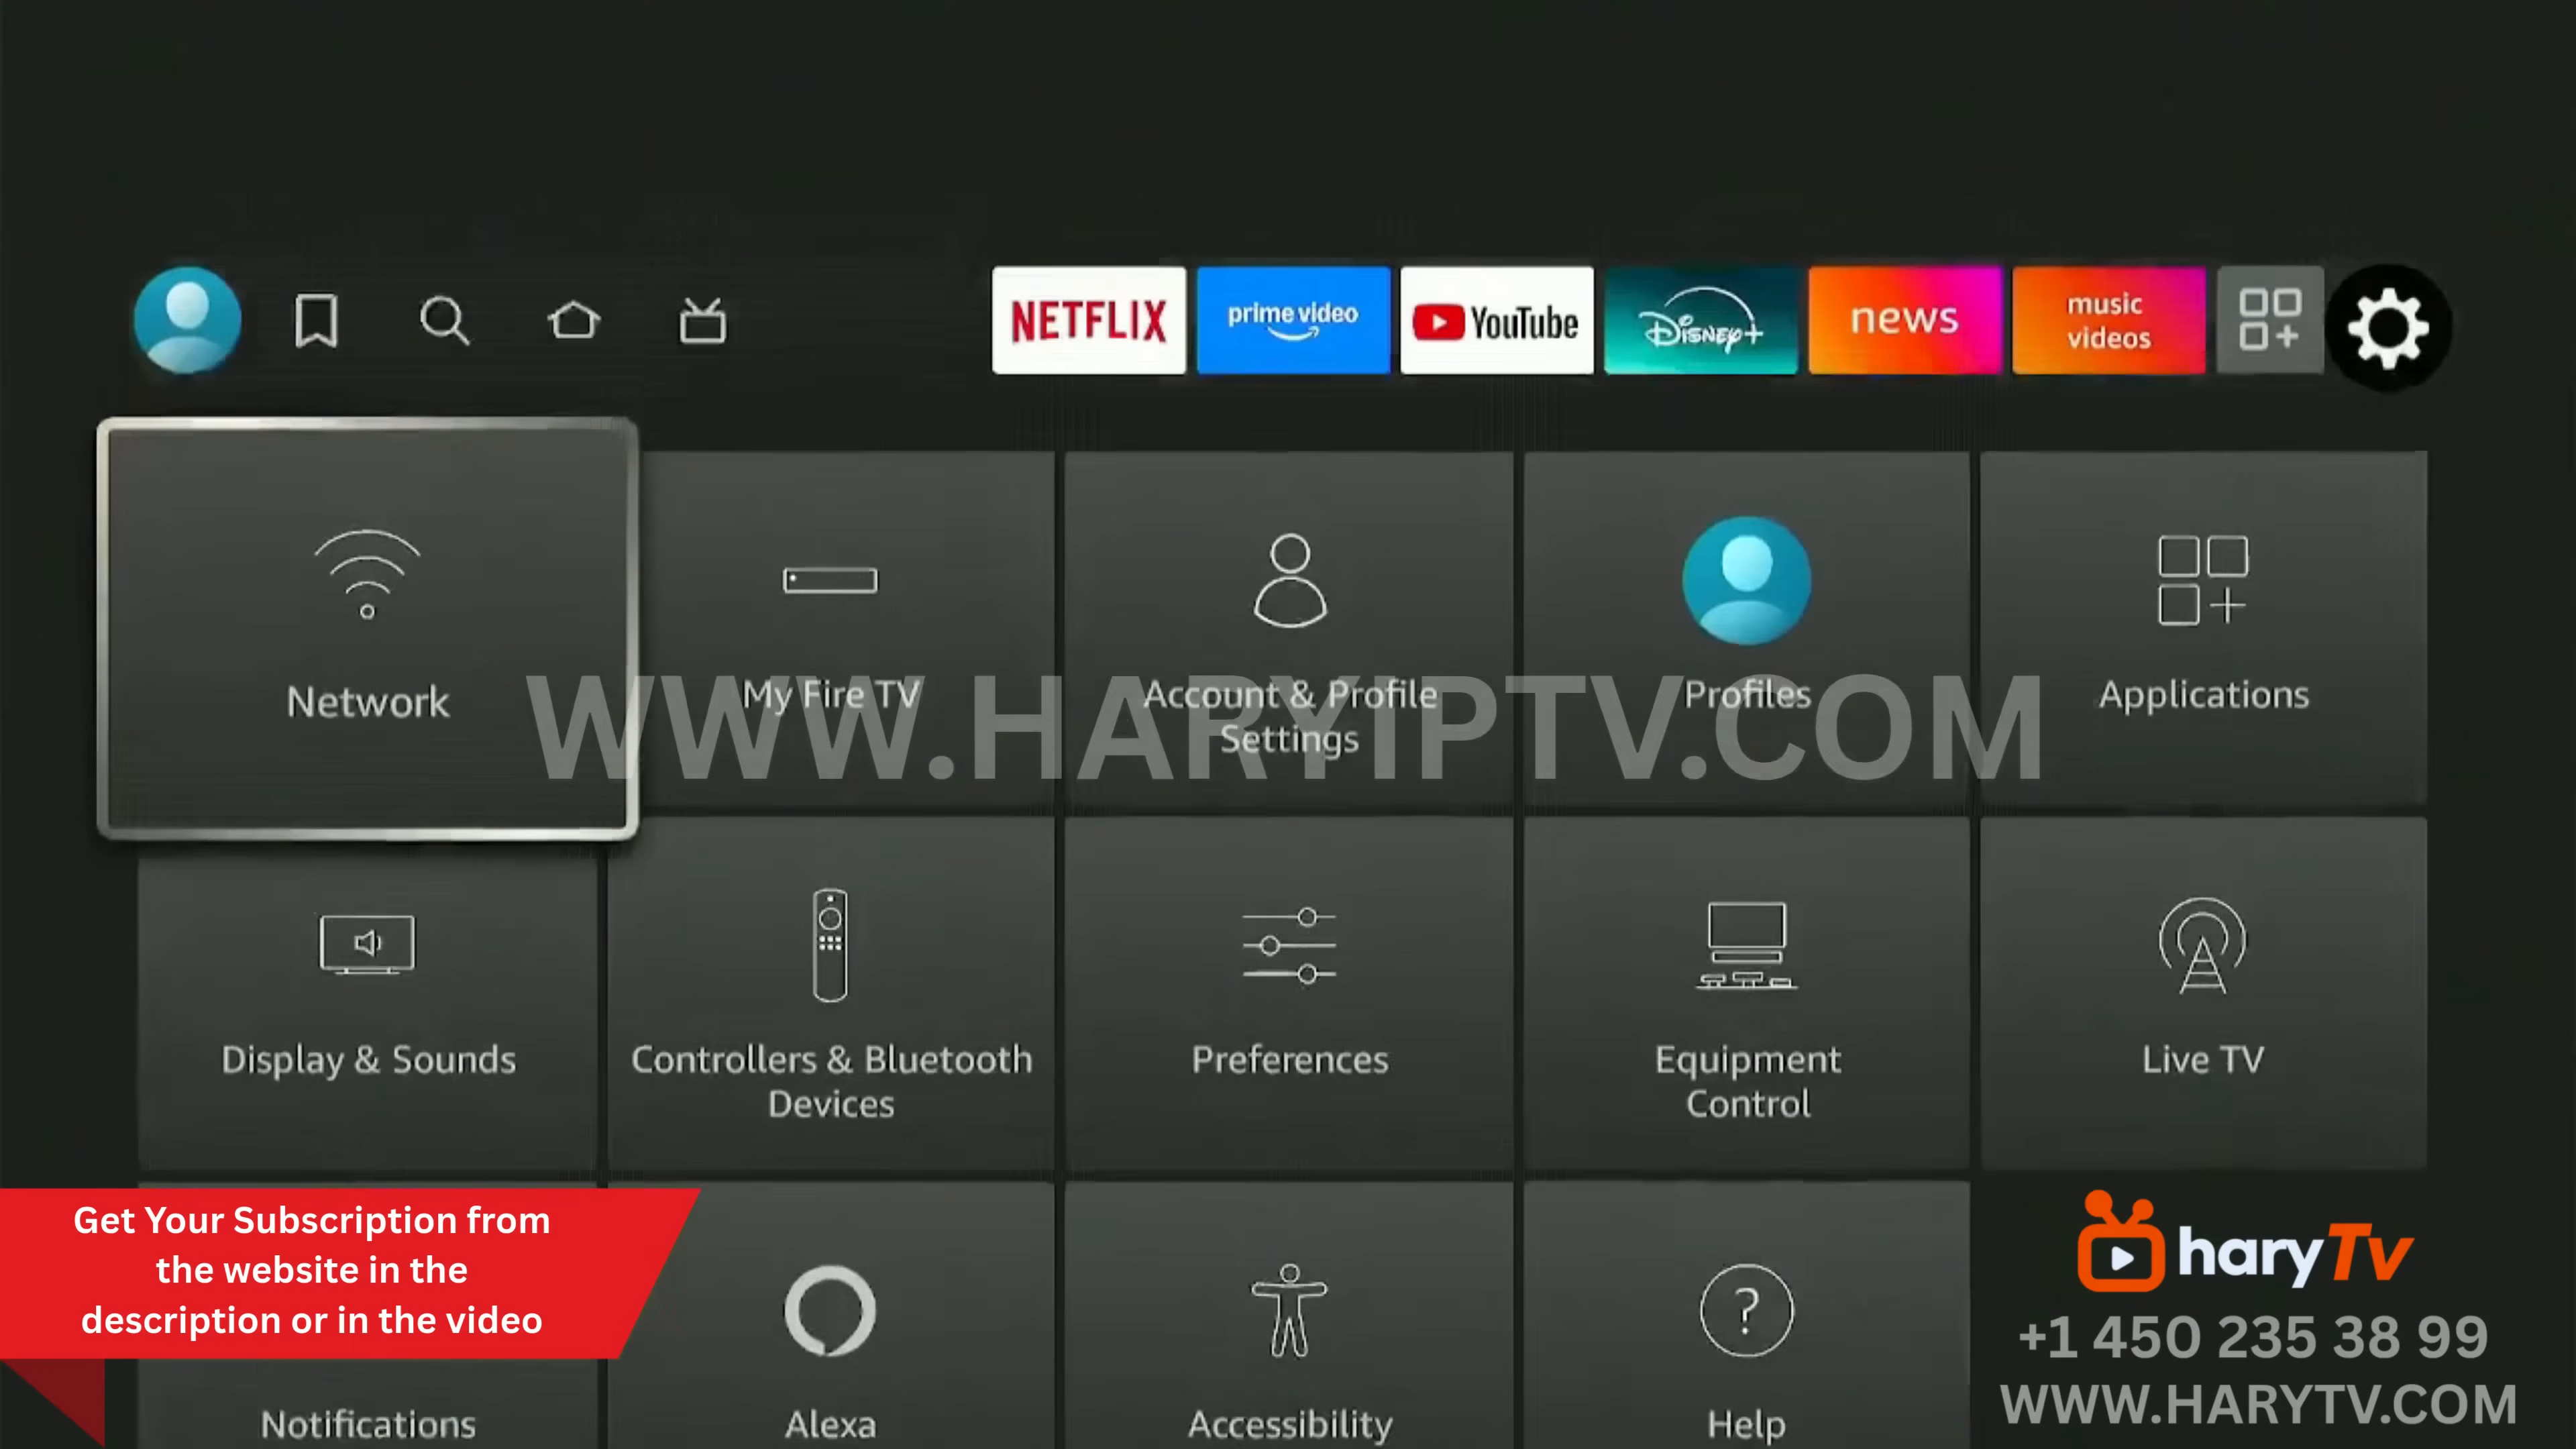 NETFLIX
prime video
YouTube
Disney+
news
music
videos
Network
My Fire TV
Account & Profile
Settings
Profiles
Applications
WWW.HARYIPTV.COM
Display & Sounds
Controllers & Bluetooth
Devices
Preferences
Equipment
Control
Live TV
Get Your Subscription from
the website in the
description or in the video
Notifications
Alexa
Accessibility
Help
haryTv
+1 450 235 38 99
WWW.HARYTV.COM